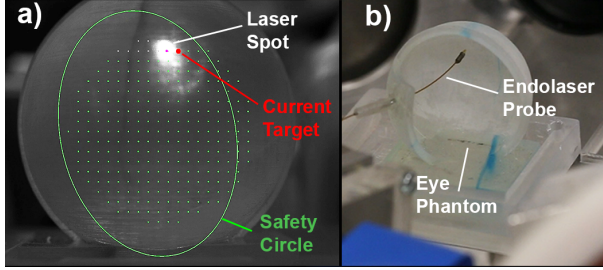 a)
Laser
Spot
Current
Target
Safety
Circle
b)
Endolaser
Probe
Eye
Phantom